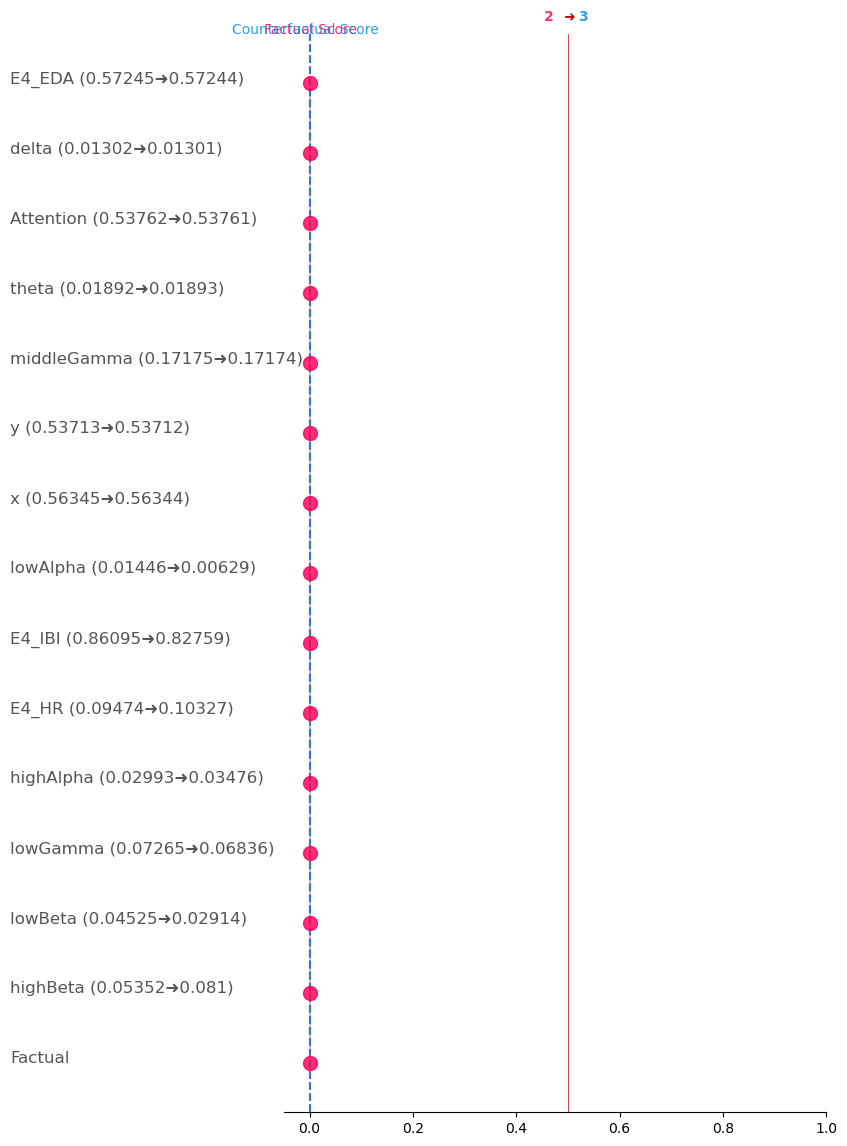 2 ➜ 3
Counterfactual Score
Factual Score
E4_EDA (0.57245➜0.57244)
delta (0.01302➜0.01301)
Attention (0.53762➜0.53761)
theta (0.01892➜0.01893)
middleGamma (0.17175➜0.17174)
y (0.53713➜0.53712)
x (0.56345➜0.56344)
lowAlpha (0.01446➜0.00629)
E4_IBI (0.86095➜0.82759)
E4_HR (0.09474➜0.10327)
highAlpha (0.02993➜0.03476)
lowGamma (0.07265➜0.06836)
lowBeta (0.04525➜0.02914)
highBeta (0.05352➜0.081)
Factual
0.0 0.2 0.4 0.6 0.8 1.0